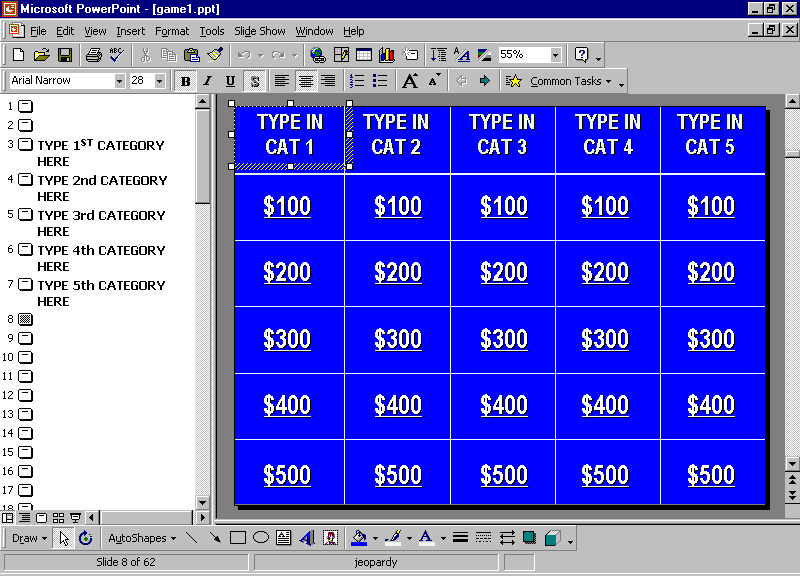 Microsoft PowerPoint - [game1.ppt]
File Edit View Insert Format Tools Slide Show Window Help
55%
Arial Narrow 28 B I U S A A Common Tasks
1
2
3 TYPE 1ST CATEGORY
HERE
4 TYPE 2nd CATEGORY
HERE
5 TYPE 3rd CATEGORY
HERE
6 TYPE 4th CATEGORY
HERE
7 TYPE 5th CATEGORY
HERE
8
9
10
11
12
13
14
15
16
17
18
TYPE IN TYPE IN TYPE IN TYPE IN TYPE IN
CAT 1 CAT 2 CAT 3 CAT 4 CAT 5
$100 $100 $100 $100 $100
$200 $200 $200 $200 $200
$300 $300 $300 $300 $300
$400 $400 $400 $400 $400
$500 $500 $500 $500 $500
Draw AutoShapes
Slide 8 of 62 jeopardy